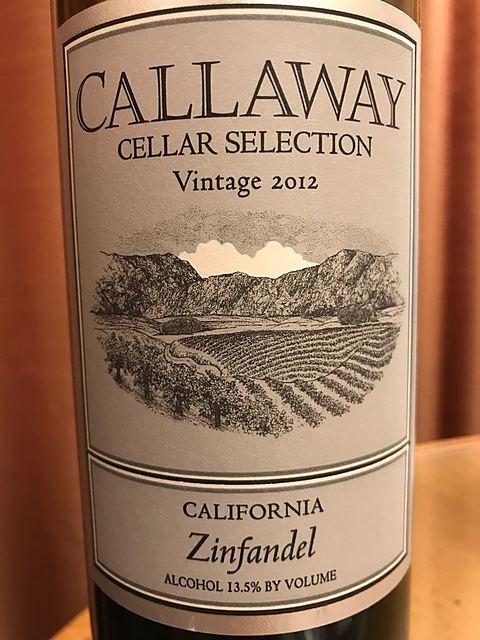 CALLAWAY
CELLAR SELECTION
Vintage 2012
CALIFORNIA
Zinfandel
ALCOHOL 13.5% BY VOLUME